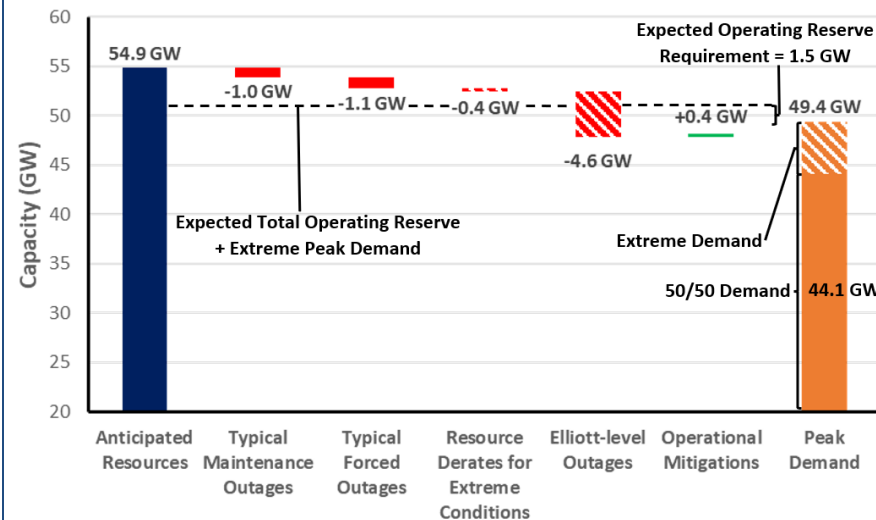 60
55
50
45
40
35
30
25
20
Capacity (GW)
54.9 GW
-1.0 GW
-1.1 GW
-0.4 GW
-4.6 GW
+0.4 GW
49.4 GW
Expected Operating Reserve
Requirement = 1.5 GW
Expected Total Operating Reserve
+ Extreme Peak Demand
Extreme Demand
50/50 Demand
44.1 GW
Anticipated
Resources
Typical
Maintenance
Outages
Typical
Forced
Outages
Resource
Derates for
Extreme
Conditions
Elliott-level
Outages
Operational
Mitigations
Peak
Demand